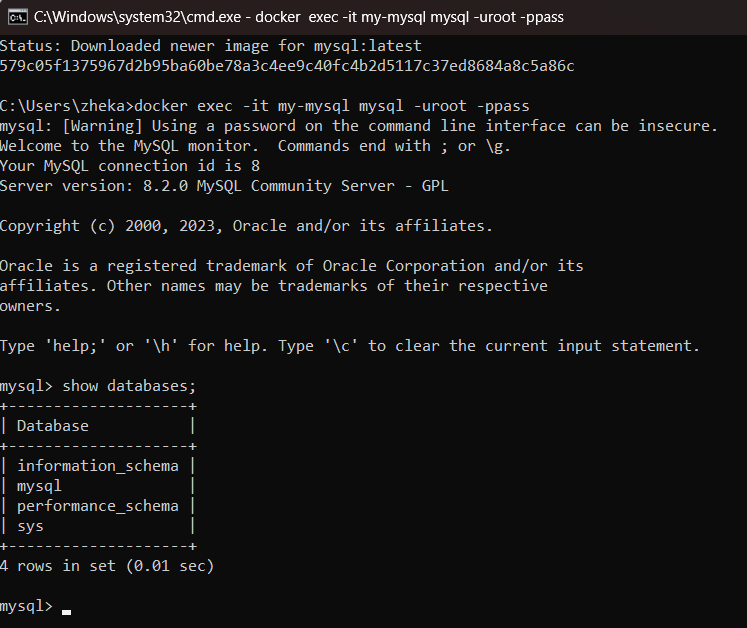 C:\Windows\system32\cmd.exe - docker  exec -it my-mysql mysql -uroot -ppass
Status: Downloaded newer image for mysql:latest
579c05f1375967d2b95ba60be78a3c4ee9c40fc4b2d5117c37ed8684a8c5a86c

C:\Users\zheka>docker exec -it my-mysql mysql -uroot -ppass
mysql: [Warning] Using a password on the command line interface can be insecure.
Welcome to the MySQL monitor.  Commands end with ; or \g.
Your MySQL connection id is 8
Server version: 8.2.0 MySQL Community Server - GPL

Copyright (c) 2000, 2023, Oracle and/or its affiliates.

Oracle is a registered trademark of Oracle Corporation and/or its
affiliates. Other names may be trademarks of their respective
owners.

Type 'help;' or '\h' for help. Type '\c' to clear the current input statement.

mysql> show databases;
+--------------------+
| Database           |
+--------------------+
| information_schema |
| mysql              |
| performance_schema |
| sys                |
+--------------------+
4 rows in set (0.01 sec)

mysql>